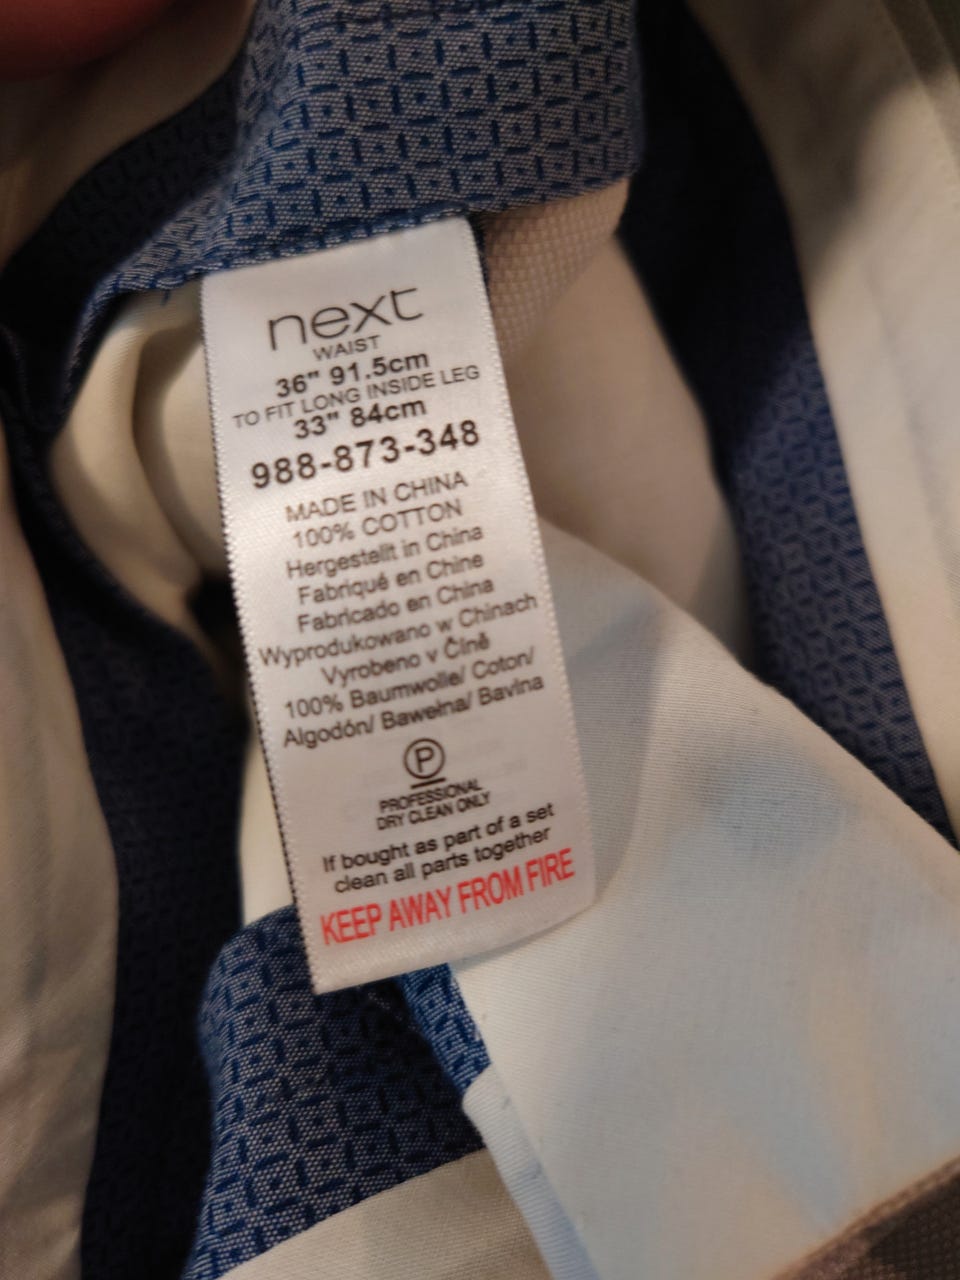 next
WAIST
36" 91.5cm
TO FIT LONG INSIDE LEG
33" 84cm
988-873-348
MADE IN CHINA
100% COTTON
Hergestellt in China
Fabriqué en Chine
Fabricado en China
Wyprodukowano w Chinach
Vyrobeno v Číně
100% Baumwolle/ Coton/
Algodón/ Bawełna/ Bavlna
P
PROFESSIONAL
DRY CLEAN ONLY
If bought as part of a set
clean all parts together
KEEP AWAY FROM FIRE